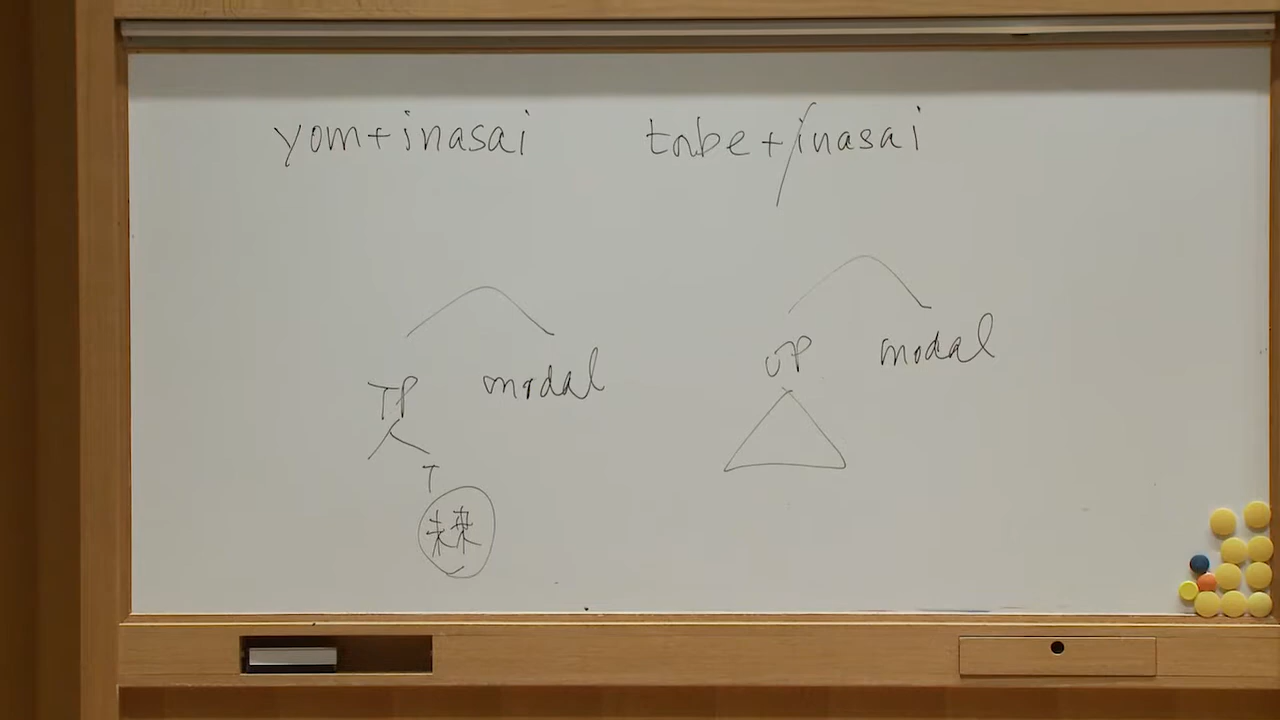 yom+inasai tabe+inasai
TP modal
VP modal
T
未来